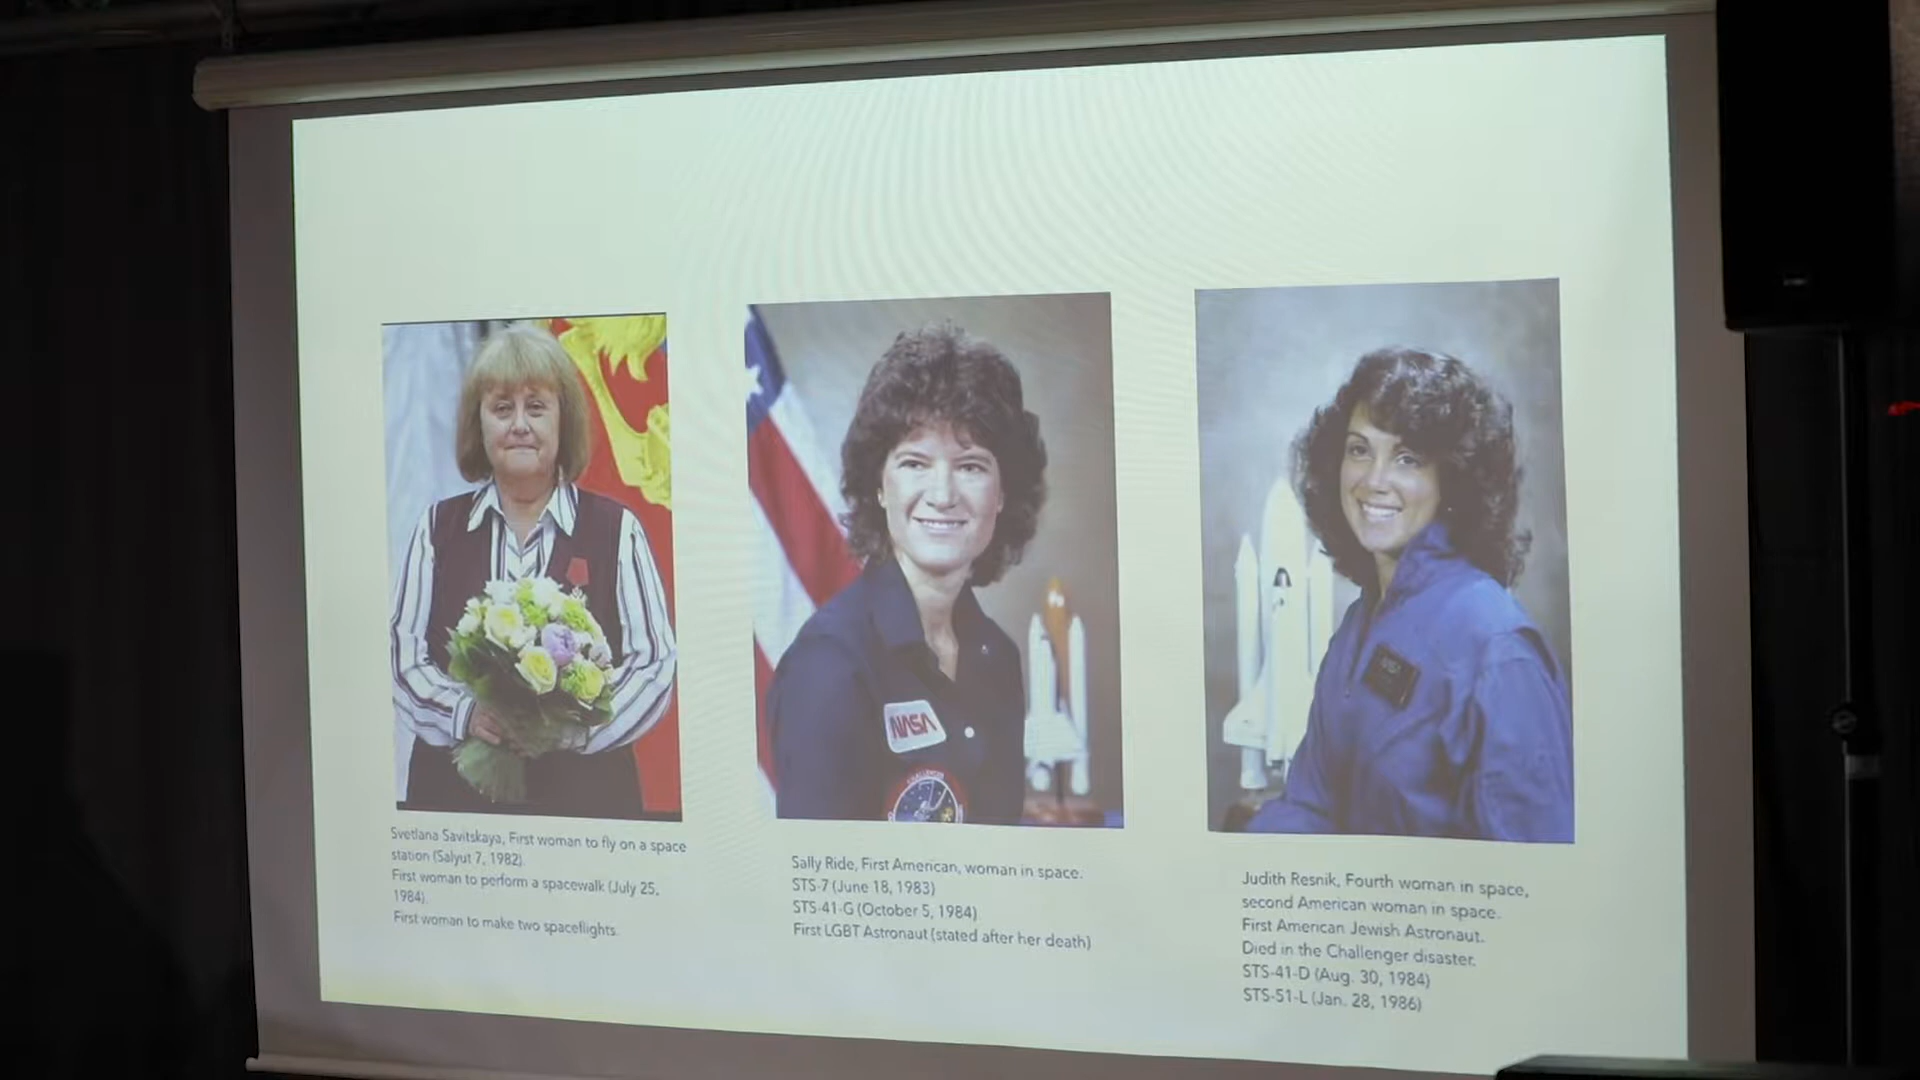 Svetlana Savitskaya, First woman to fly on a space
station (Salyut 7, 1982).
First woman to perform a spacewalk (July 25,
1984).
First woman to make two spaceflights.
NASA
CHALLENGER
Sally Ride, First American, woman in space.
STS-7 (June 18, 1983)
STS-41-G (October 5, 1984)
First LGBT Astronaut (stated after her death)
NASA
Judith Resnik, Fourth woman in space,
second American woman in space.
First American Jewish Astronaut.
Died in the Challenger disaster.
STS-41-D (Aug. 30, 1984)
STS-51-L (Jan. 28, 1986)